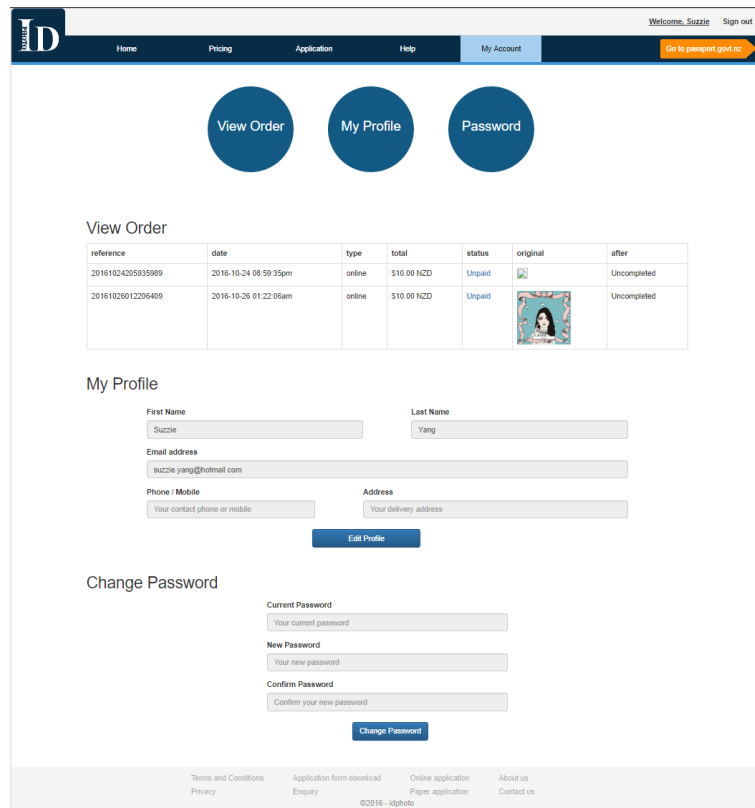 ID PHOTO
Welcome, Suzzie Sign out
Home Pricing Application Help My Account Go to passport.govt.nz
View Order My Profile Password
View Order
reference date type total status original after
20161024205935989 2016-10-24 08:59:35pm online $10.00 NZD Unpaid Uncompleted
20161026012206409 2016-10-26 01:22:06am online $10.00 NZD Unpaid Uncompleted
My Profile
First Name Last Name
Suzzie Yang
Email address
suzzie.yang@hotmail.com
Phone / Mobile Address
Your contact phone or mobile Your delivery address
Edit Profile
Change Password
Current Password
Your current password
New Password
Your new password
Confirm Password
Confirm your new password
Change Password
Terms and Conditions Application form download Online application About us
Privacy Enquiry Paper application Contact us
©2016 - idphoto